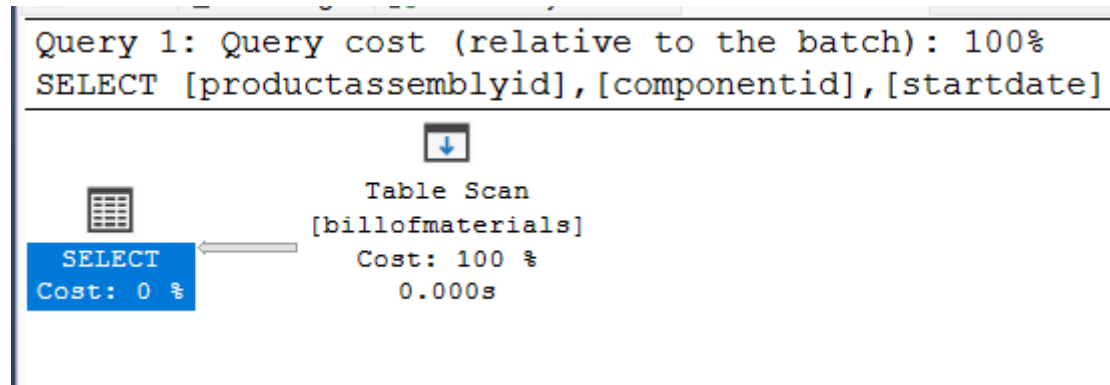 Query 1: Query cost (relative to the batch): 100%
SELECT [productassemblyid],[componentid],[startdate]
Table Scan
[billofmaterials]
Cost: 100 %
0.000s
SELECT
Cost: 0 %